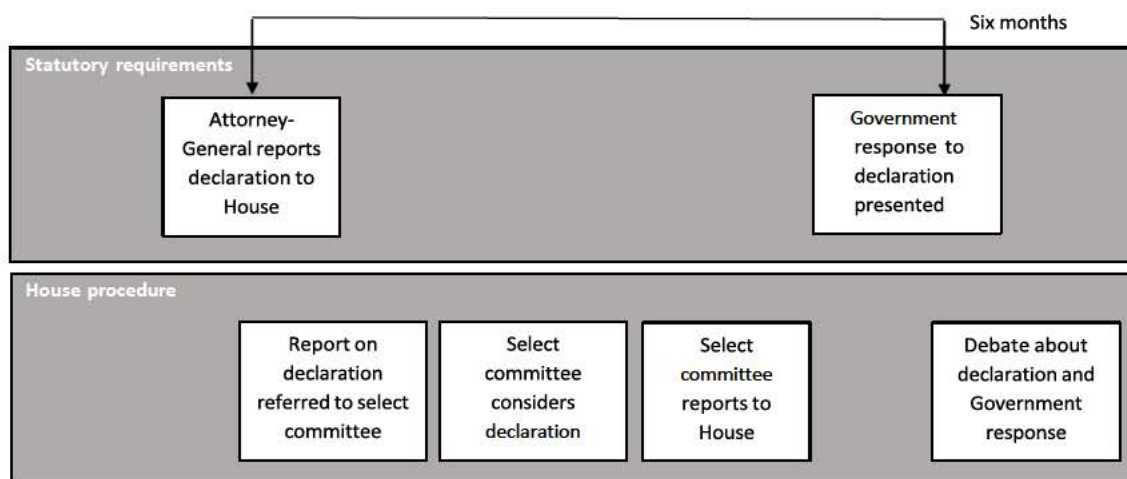 Six months
Statutory requirements
Attorney-
General reports
declaration to
House
Government
response to
declaration
presented
House procedure
Report on
declaration
referred to select
committee
Select
committee
considers
declaration
Select
committee
reports to
House
Debate about
declaration and
Government
response